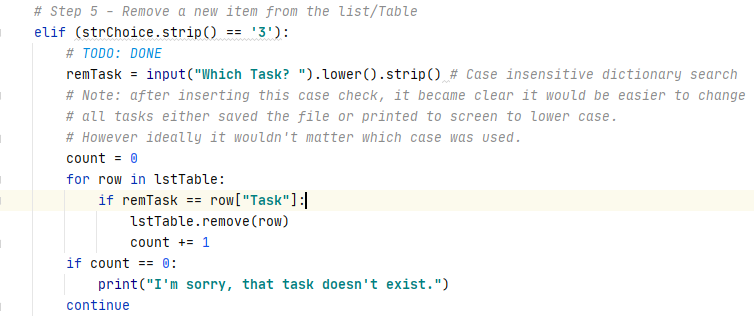 # Step 5 - Remove a new item from the list/Table
elif (strChoice.strip() == '3'):
# TODO: DONE
remTask = input("Which Task? ").lower().strip() # Case insensitive dictionary search
# Note: after inserting this case check, it became clear it would be easier to change
# all tasks either saved the file or printed to screen to lower case.
# However ideally it wouldn't matter which case was used.
count = 0
for row in lstTable:
if remTask == row["Task"]:
lstTable.remove(row)
count += 1
if count == 0:
print("I'm sorry, that task doesn't exist.")
continue